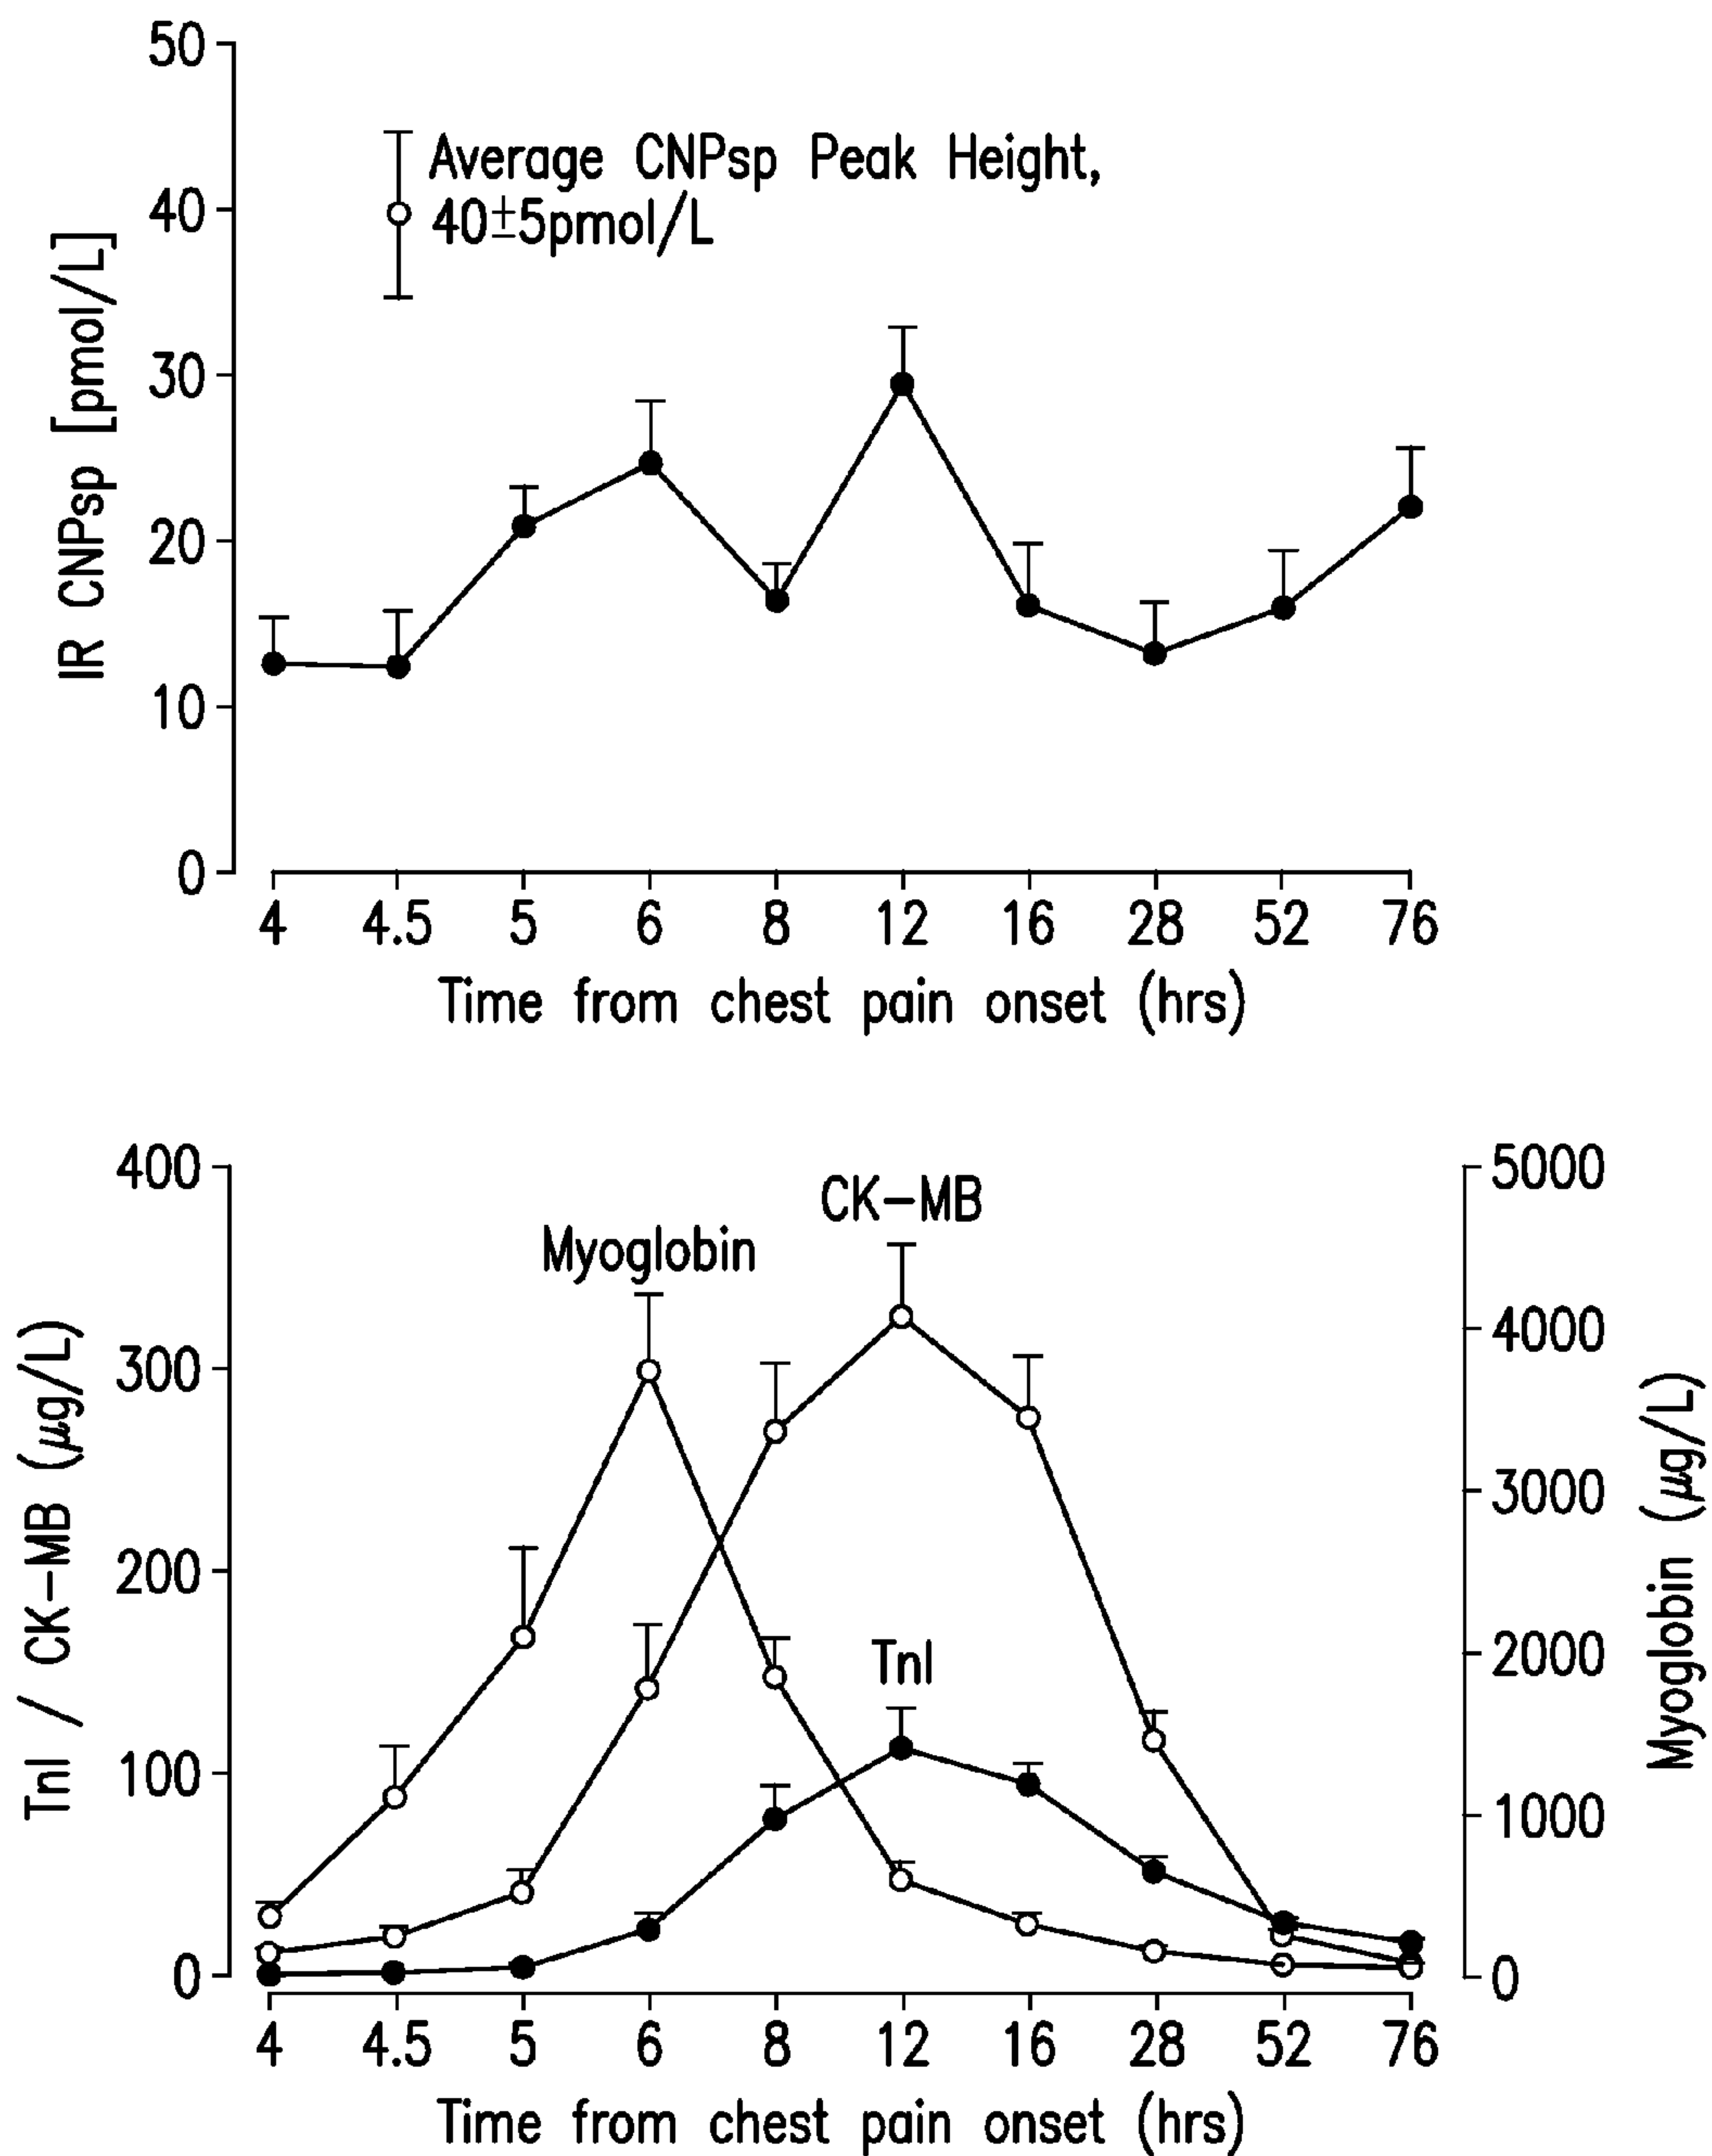 50
40
30
20
10
0
IR CNPsp [pmol/L]
Average CNPsp Peak Height,
40±5pmol/L
4 4.5 5 6 8 12 16 28 52 76
Time from chest pain onset (hrs)
400
300
200
100
0
TnI / CK-MB (μg/L)
Myoglobin
CK-MB
TnI
5000
4000
3000
2000
1000
0
Myoglobin (μg/L)
4 4.5 5 6 8 12 16 28 52 76
Time from chest pain onset (hrs)